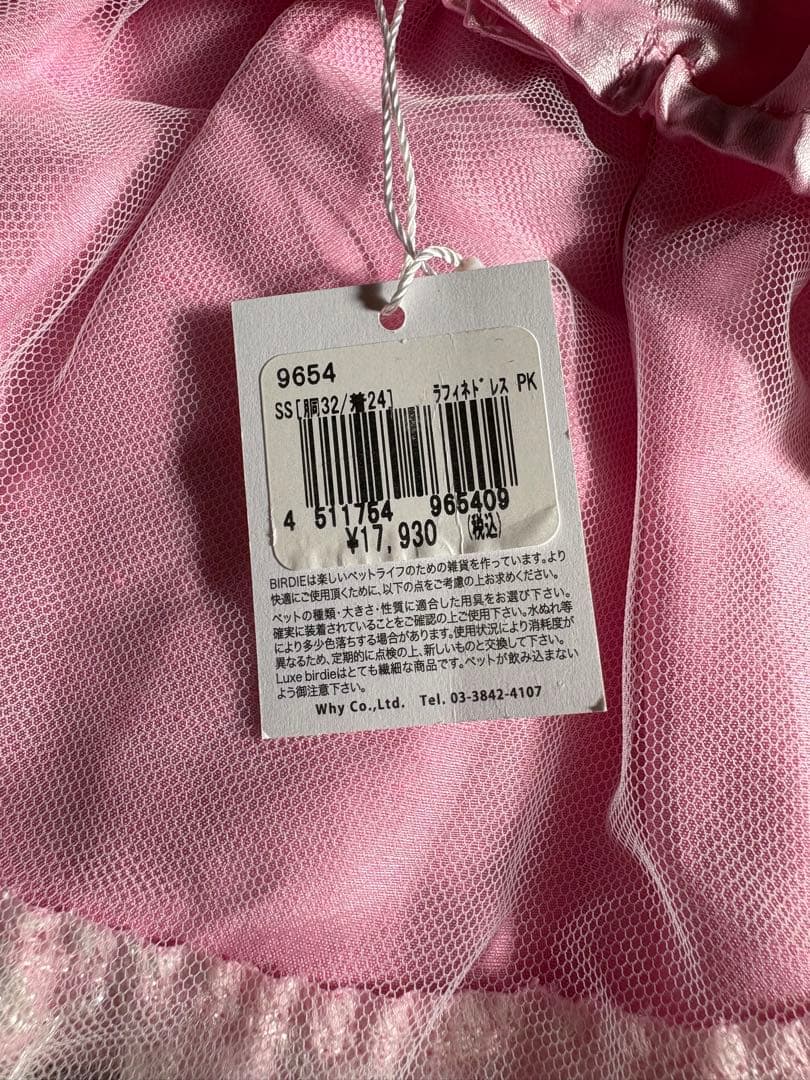 9654
SS[胴32/着24] ラフィネドレス PK
4 511754 965409
¥17,930 (税込)
BIRDIEは楽しいペットライフのための雑貨を作っています。より
快適にご使用頂くために、以下の点をご考慮の上お求めください。
ペットの種類・大きさ・性質に適合した用具をお選び下さい。
確実に装着されていることをご確認の上ご使用下さい。水ぬれ等
により多少色落ちする場合があります。使用状況により消耗度が
異なるため、定期的に点検の上、新しいものと交換して下さい。
Luxe birdieはとても繊細な商品です。ペットが飲み込まない
よう御注意下さい。
Why Co.,Ltd. Tel. 03-3842-4107